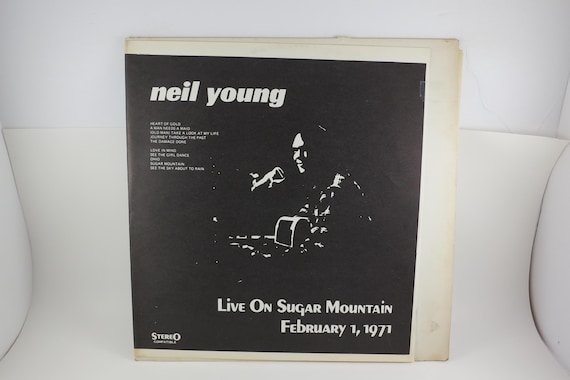 neil young
HEART OF GOLD
A MAN NEEDS A MAID
(OLD MAN) TAKE A LOOK AT MY LIFE
JOURNEY THROUGH THE PAST
THE DAMAGE DONE
LOVE IN MIND
SEE THE GIRL DANCE
OHIO
SUGAR MOUNTAIN
SEE THE SKY ABOUT TO RAIN
LIVE ON SUGAR MOUNTAIN
FEBRUARY 1, 1971
STEREO
COMPATIBLE